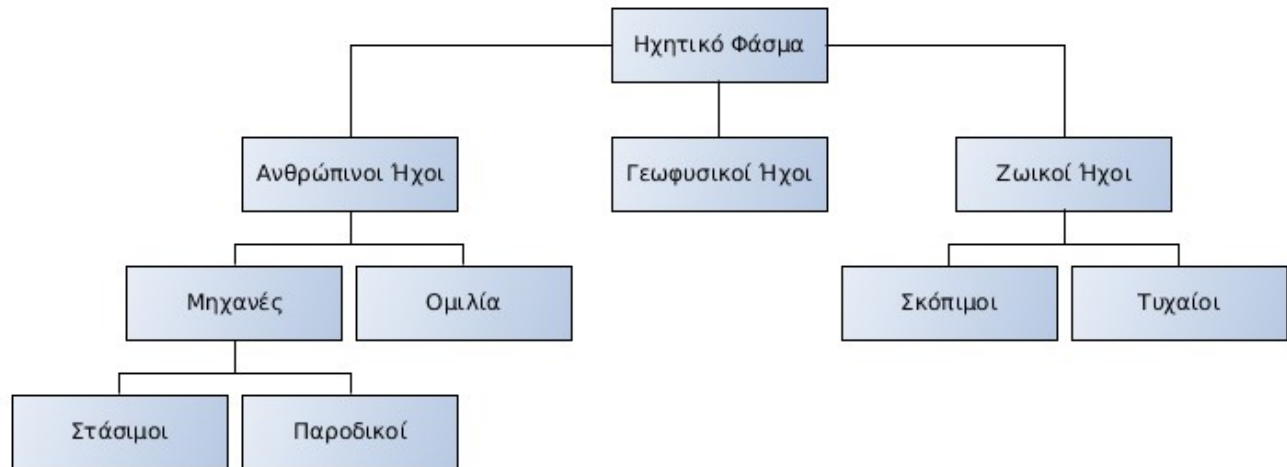 Ηχητικό Φάσμα
Ανθρώπινοι Ήχοι
Γεωφυσικοί Ήχοι
Ζωικοί Ήχοι
Μηχανές
Ομιλία
Σκόπιμοι
Τυχαίοι
Στάσιμοι
Παροδικοί